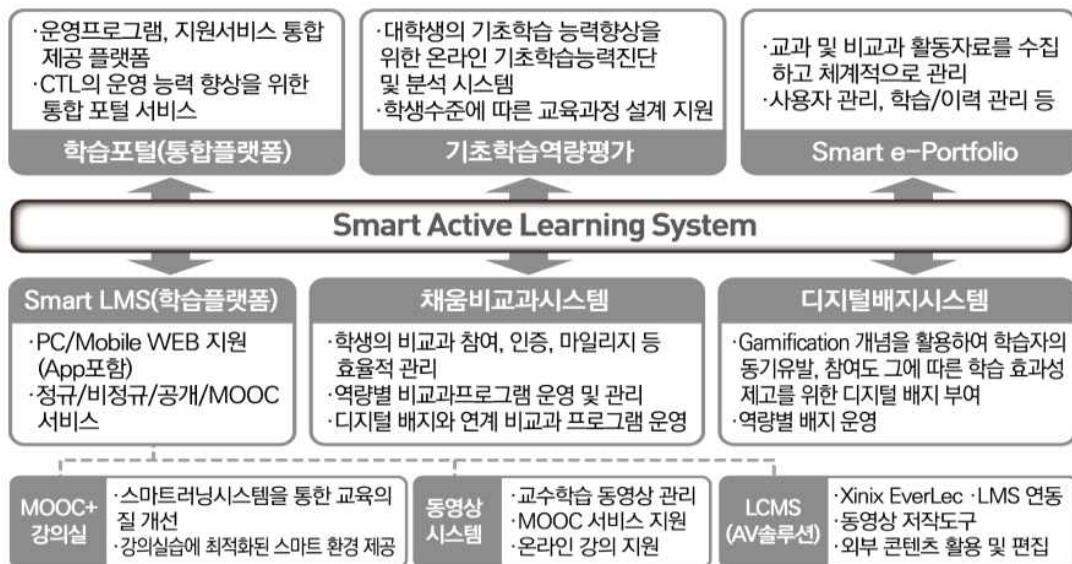 ·운영프로그램, 지원서비스 통합
제공 플랫폼
·CTL의 운영 능력 향상을 위한
통합 포털 서비스
학습포털(통합플랫폼)
·대학생의 기초학습 능력향상을
위한 온라인 기초학습능력진단
및 분석 시스템
·학생수준에 따른 교육과정 설계 지원
기초학습역량평가
·교과 및 비교과 활동자료를 수집
하고 체계적으로 관리
·사용자 관리, 학습/이력 관리 등
Smart e-Portfolio
Smart Active Learning System
Smart LMS(학습플랫폼)
·PC/Mobile WEB 지원
(App포함)
·정규/비정규/공개/MOOC
서비스
채움비교과시스템
·학생의 비교과 참여, 인증, 마일리지 등
효율적 관리
·역량별 비교과프로그램 운영 및 관리
·디지털 배지와 연계 비교과 프로그램 운영
디지털배지시스템
·Gamification 개념을 활용하여 학습자의
동기유발, 참여도 그에 따른 학습 효과성
제고를 위한 디지털 배지 부여
·역량별 배지 운영
MOOC+
강의실
·스마트러닝시스템을 통한 교육의
질 개선
·강의실습에 최적화된 스마트 환경 제공
동영상
시스템
·교수학습 동영상 관리
·MOOC 서비스 지원
·온라인 강의 지원
LCMS
(AV솔루션)
·Xinix EverLec ·LMS 연동
·동영상 저작도구
·외부 콘텐츠 활용 및 편집